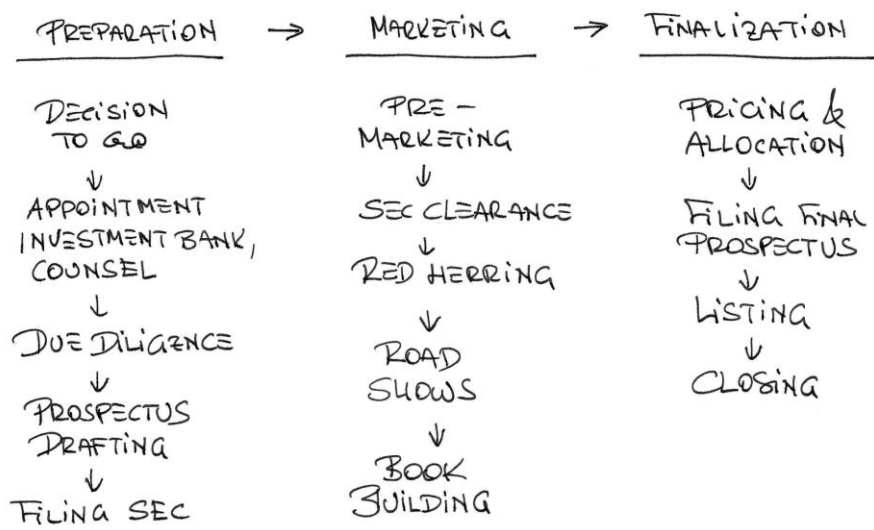 PREPARATION → MARKETING → FINALIZATION
DECISION
TO GO
↓
APPOINTMENT
INVESTMENT BANK,
COUNSEL
↓
DUE DILIGENCE
↓
PROSPECTUS
DRAFTING
↓
FILING SEC
PRE-
MARKETING
↓
SEC CLEARANCE
↓
RED HERRING
↓
ROAD
SHOWS
↓
BOOK
BUILDING
PRICING &
ALLOCATION
↓
FILING FINAL
PROSPECTUS
↓
LISTING
↓
CLOSING